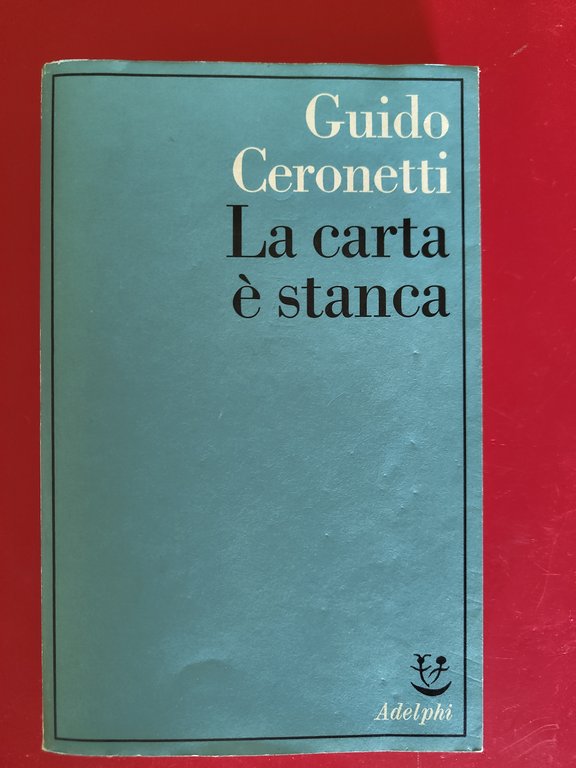 Guido
Ceronetti
La carta
è stanca
Adelphi